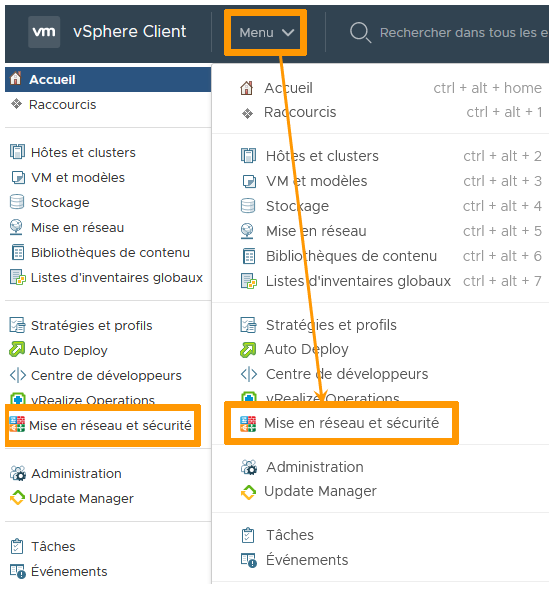 vm vSphere Client Menu Rechercher dans tous les e
Accueil
Raccourcis
Hôtes et clusters
VM et modèles
Stockage
Mise en réseau
Bibliothèques de contenu
Listes d'inventaires globaux
Stratégies et profils
Auto Deploy
Centre de développeurs
vRealize Operations
Mise en réseau et sécurité
Administration
Update Manager
Tâches
Événements
Accueil ctrl + alt + home
Raccourcis ctrl + alt + 1
Hôtes et clusters ctrl + alt + 2
VM et modèles ctrl + alt + 3
Stockage ctrl + alt + 4
Mise en réseau ctrl + alt + 5
Bibliothèques de contenu ctrl + alt + 6
Listes d'inventaires globaux ctrl + alt + 7
Stratégies et profils
Auto Deploy
Centre de développeurs
vRealize Operations
Mise en réseau et sécurité
Administration
Update Manager
Tâches
Événements